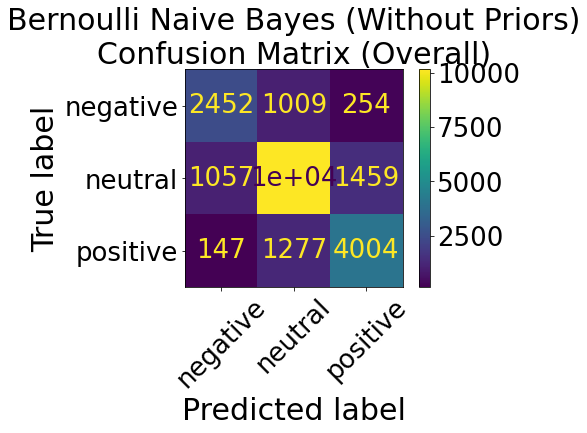 Bernoulli Naive Bayes (Without Priors)
Confusion Matrix (Overall)
True label
negative 2452 1009 254
neutral 1057 1e+04 1459
positive 147 1277 4004
negative neutral positive
Predicted label
10000
7500
5000
2500